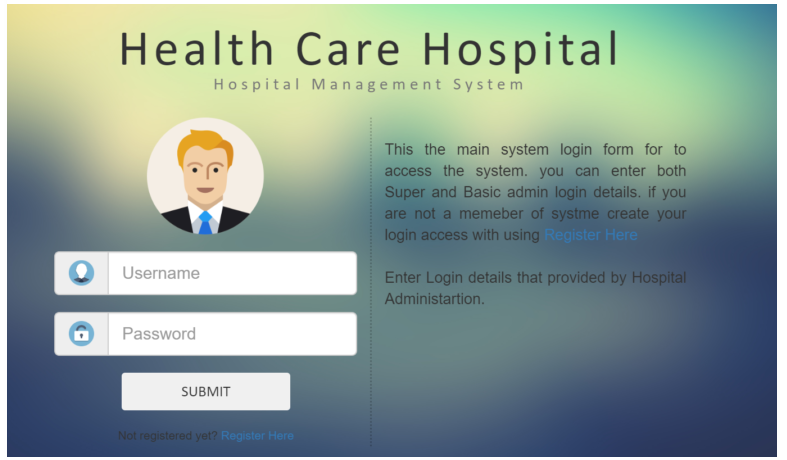 Health Care Hospital
Hospital Management System
Username
Password
SUBMIT
Not registered yet? Register Here
This the main system login form for to
access the system. you can enter both
Super and Basic admin login details. if you
are not a memeber of systme create your
login access with using Register Here
Enter Login details that provided by Hospital
Administartion.